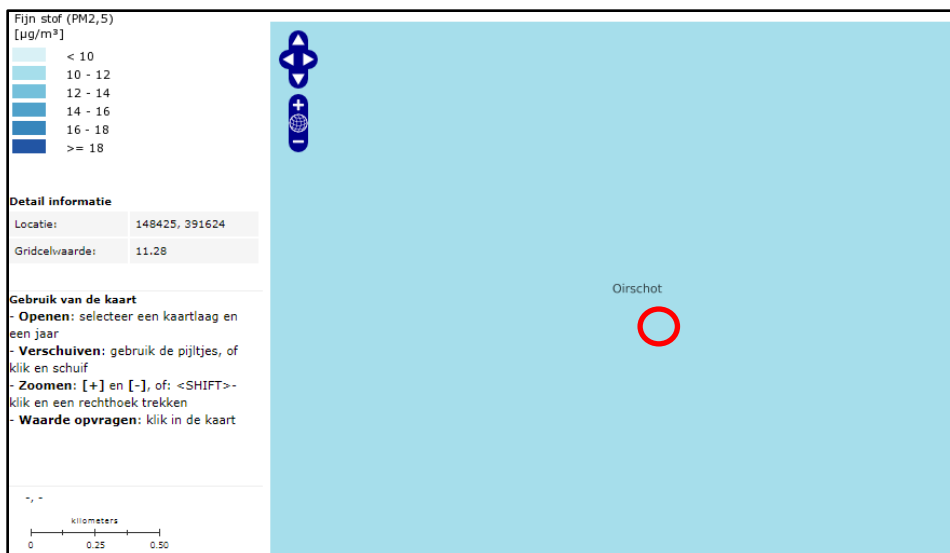 Fijn stof (PM2,5)
[µg/m³]
< 10
10 - 12
12 - 14
14 - 16
16 - 18
>= 18
Detail informatie
Locatie: 148425, 391624
Gridcelwaarde: 11.28
Gebruik van de kaart
- Openen: selecteer een kaartlaag en
een jaar
- Verschuiven: gebruik de pijltjes, of
klik en schuif
- Zoomen: [+] en [-], of: <SHIFT>-
klik en een rechthoek trekken
- Waarde opvragen: klik in de kaart
-, -
kilometers
0 0.25 0.50
Oirschot